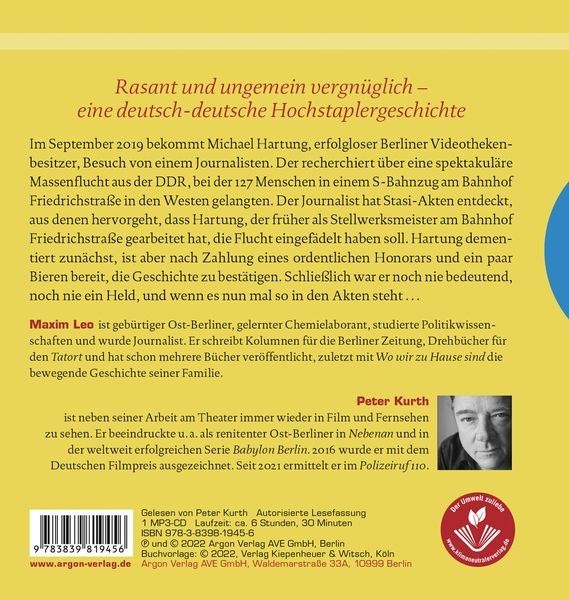 Rasant und ungemein vergnüglich –
eine deutsch-deutsche Hochstaplergeschichte
Im September 2019 bekommt Michael Hartung, erfolgloser Berliner Videotheken-
besitzer, Besuch von einem Journalisten. Der recherchiert über eine spektakuläre
Massenflucht aus der DDR, bei der 127 Menschen in einem S-Bahnzug am Bahnhof
Friedrichstraße in den Westen gelangten. Der Journalist hat Stasi-Akten entdeckt,
aus denen hervorgeht, dass Hartung, der früher als Stellwerksmeister am Bahnhof
Friedrichstraße gearbeitet hat, die Flucht eingefädelt haben soll. Hartung demen-
tiert zunächst, ist aber nach Zahlung eines ordentlichen Honorars und ein paar
Bieren bereit, die Geschichte zu bestätigen. Schließlich war er noch nie bedeutend,
noch nie ein Held, und wenn es nun mal so in den Akten steht ...
Maxim Leo ist gebürtiger Ost-Berliner, gelernter Chemielaborant, studierte Politikwissen-
schaften und wurde Journalist. Er schreibt Kolumnen für die Berliner Zeitung, Drehbücher für
den Tatort und hat schon mehrere Bücher veröffentlicht, zuletzt mit Wo wir zu Hause sind die
bewegende Geschichte seiner Familie.
Peter Kurth
ist neben seiner Arbeit am Theater immer wieder in Film und Fernsehen
zu sehen. Er beeindruckte u. a. als renitenter Ost-Berliner in Nebenan und in
der weltweit erfolgreichen Serie Babylon Berlin. 2016 wurde er mit dem
Deutschen Filmpreis ausgezeichnet. Seit 2021 ermittelt er im Polizeiruf 110.
Gelesen von Peter Kurth Autorisierte Lesefassung
1 MP3-CD Laufzeit: ca. 6 Stunden, 30 Minuten
ISBN 978-3-8398-1945-6
℗ und © 2022 Argon Verlag AVE GmbH, Berlin
Buchvorlage: © 2022, Verlag Kiepenheuer & Witsch, Köln
Argon Verlag AVE GmbH, Waldemarstraße 33A, 10999 Berlin
9 783839 819456
www.argon-verlag.de
Der Umwelt zuliebe
www.klimaneutralerverlag.de